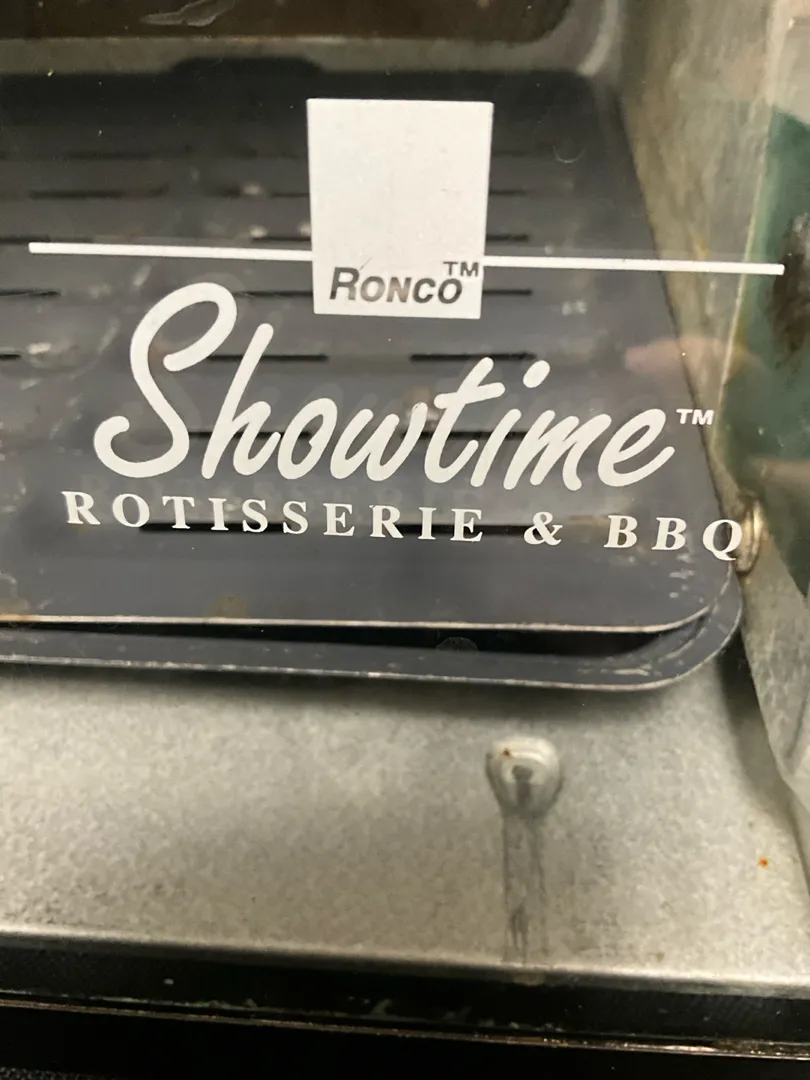 RONCO™
Showtime™
ROTISSERIE & BBQ